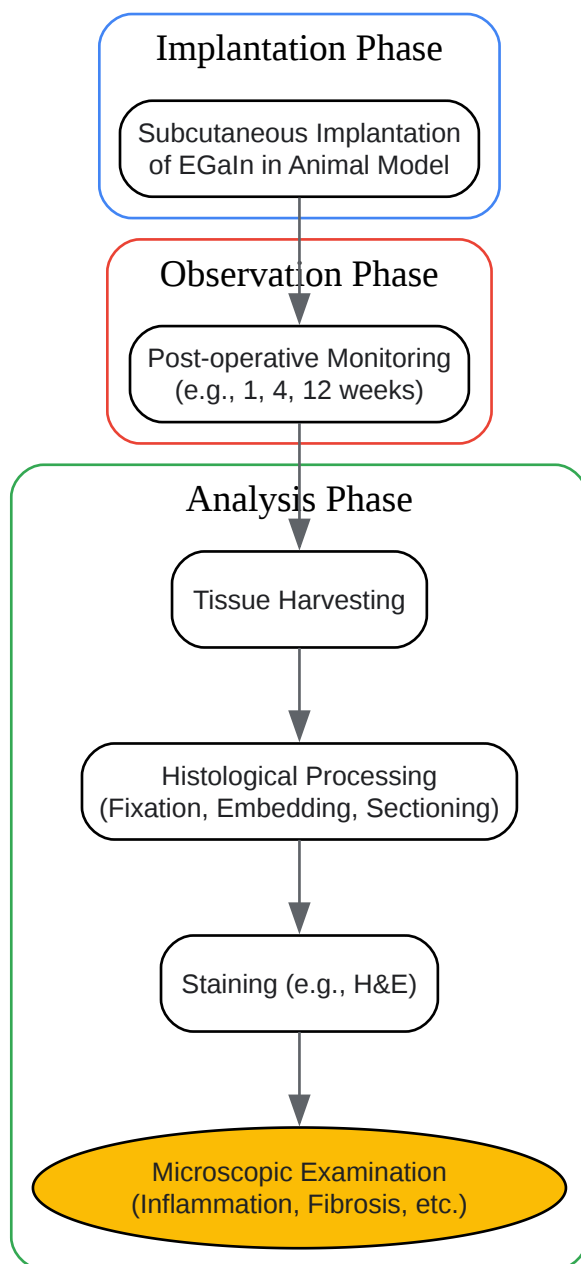 Implantation Phase
Subcutaneous Implantation
of EGaIn in Animal Model
Observation Phase
Post-operative Monitoring
(e.g., 1, 4, 12 weeks)
Analysis Phase
Tissue Harvesting
Histological Processing
(Fixation, Embedding, Sectioning)
Staining (e.g., H&E)
Microscopic Examination
(Inflammation, Fibrosis, etc.)